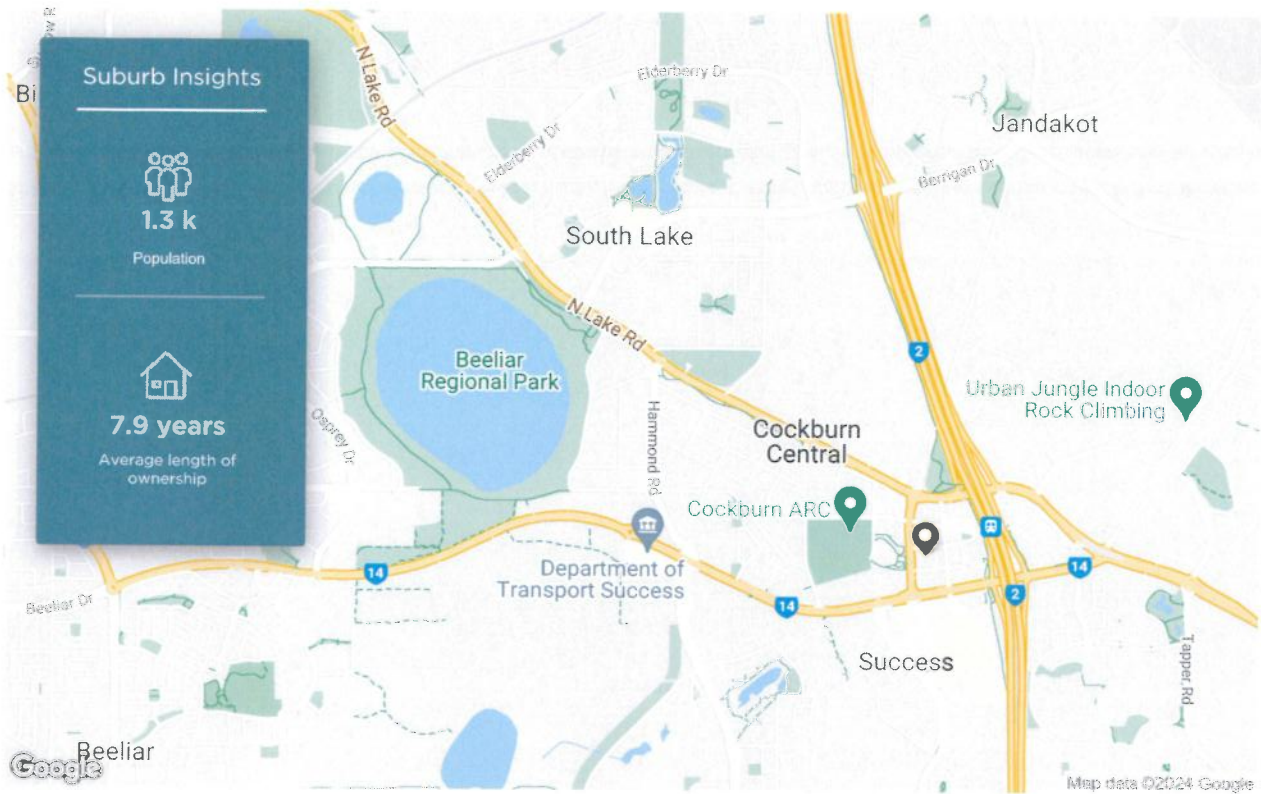 Suburb Insights
1.3 k
Population
7.9 years
Average length of
ownership
Bi
N Lake Rd
Elderberry Dr
Elderberry Dr
Jandakot
Berrigan Dr
South Lake
N Lake Rd
Beeliar
Regional Park
2
Urban Jungle Indoor
Rock Climbing
Osprey Dr
Hammond Rd
Cockburn
Central
Cockburn ARC
Department of
Transport Success
14
14
14
2
Beeliar Dr
Success
Tapper Rd
Beeliar
Google
Map data ©2024 Google